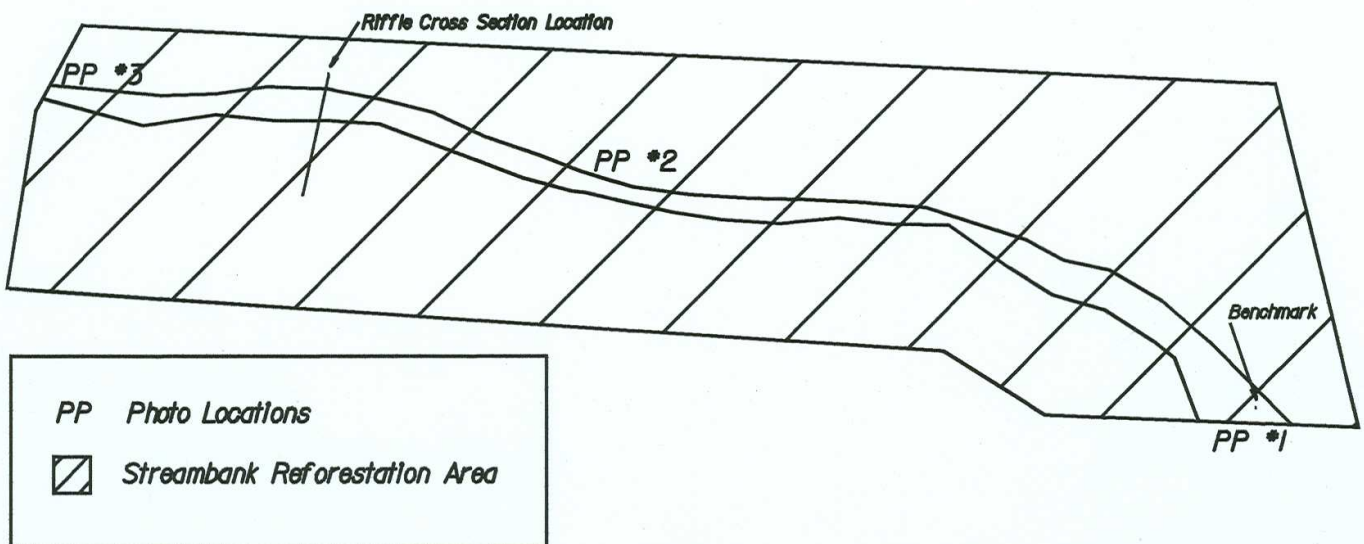 Riffle Cross Section Location
PP #3
PP #2
Benchmark
PP #1
PP Photo Locations
Streambank Reforestation Area